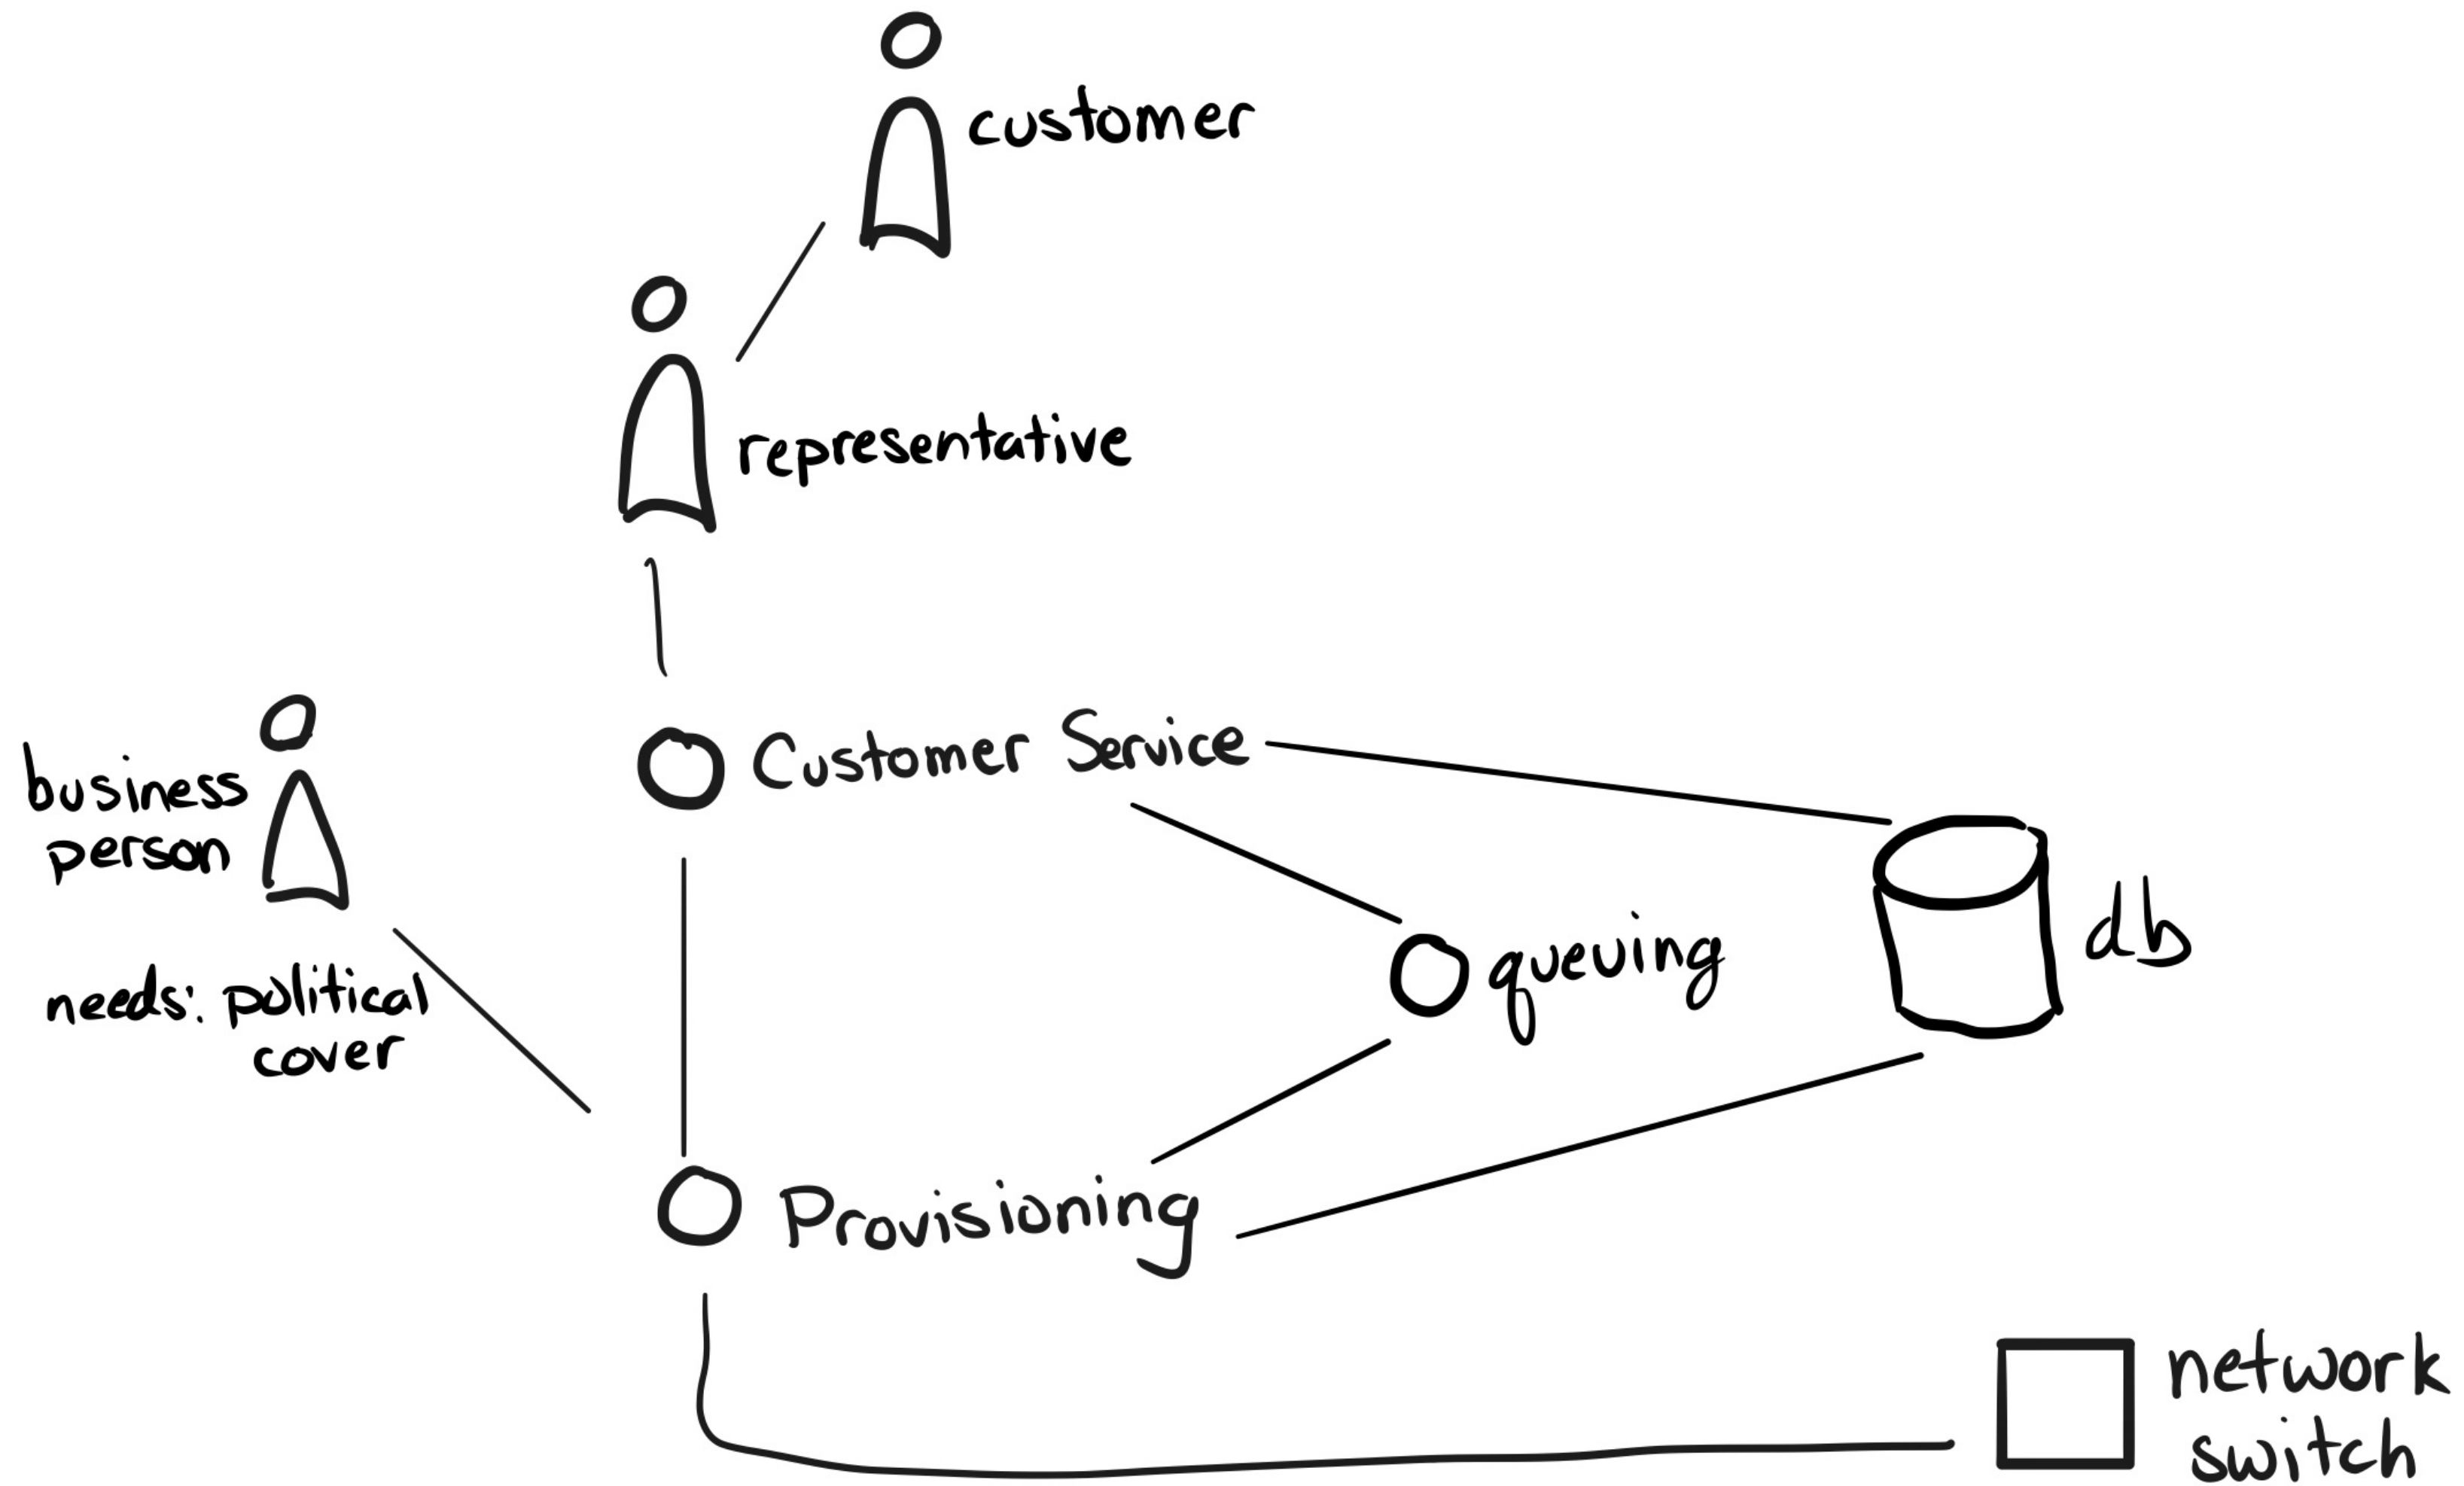 customer
representative
Customer Service
business
person
needs: political
cover
queuing
db
Provisioning
network
switch